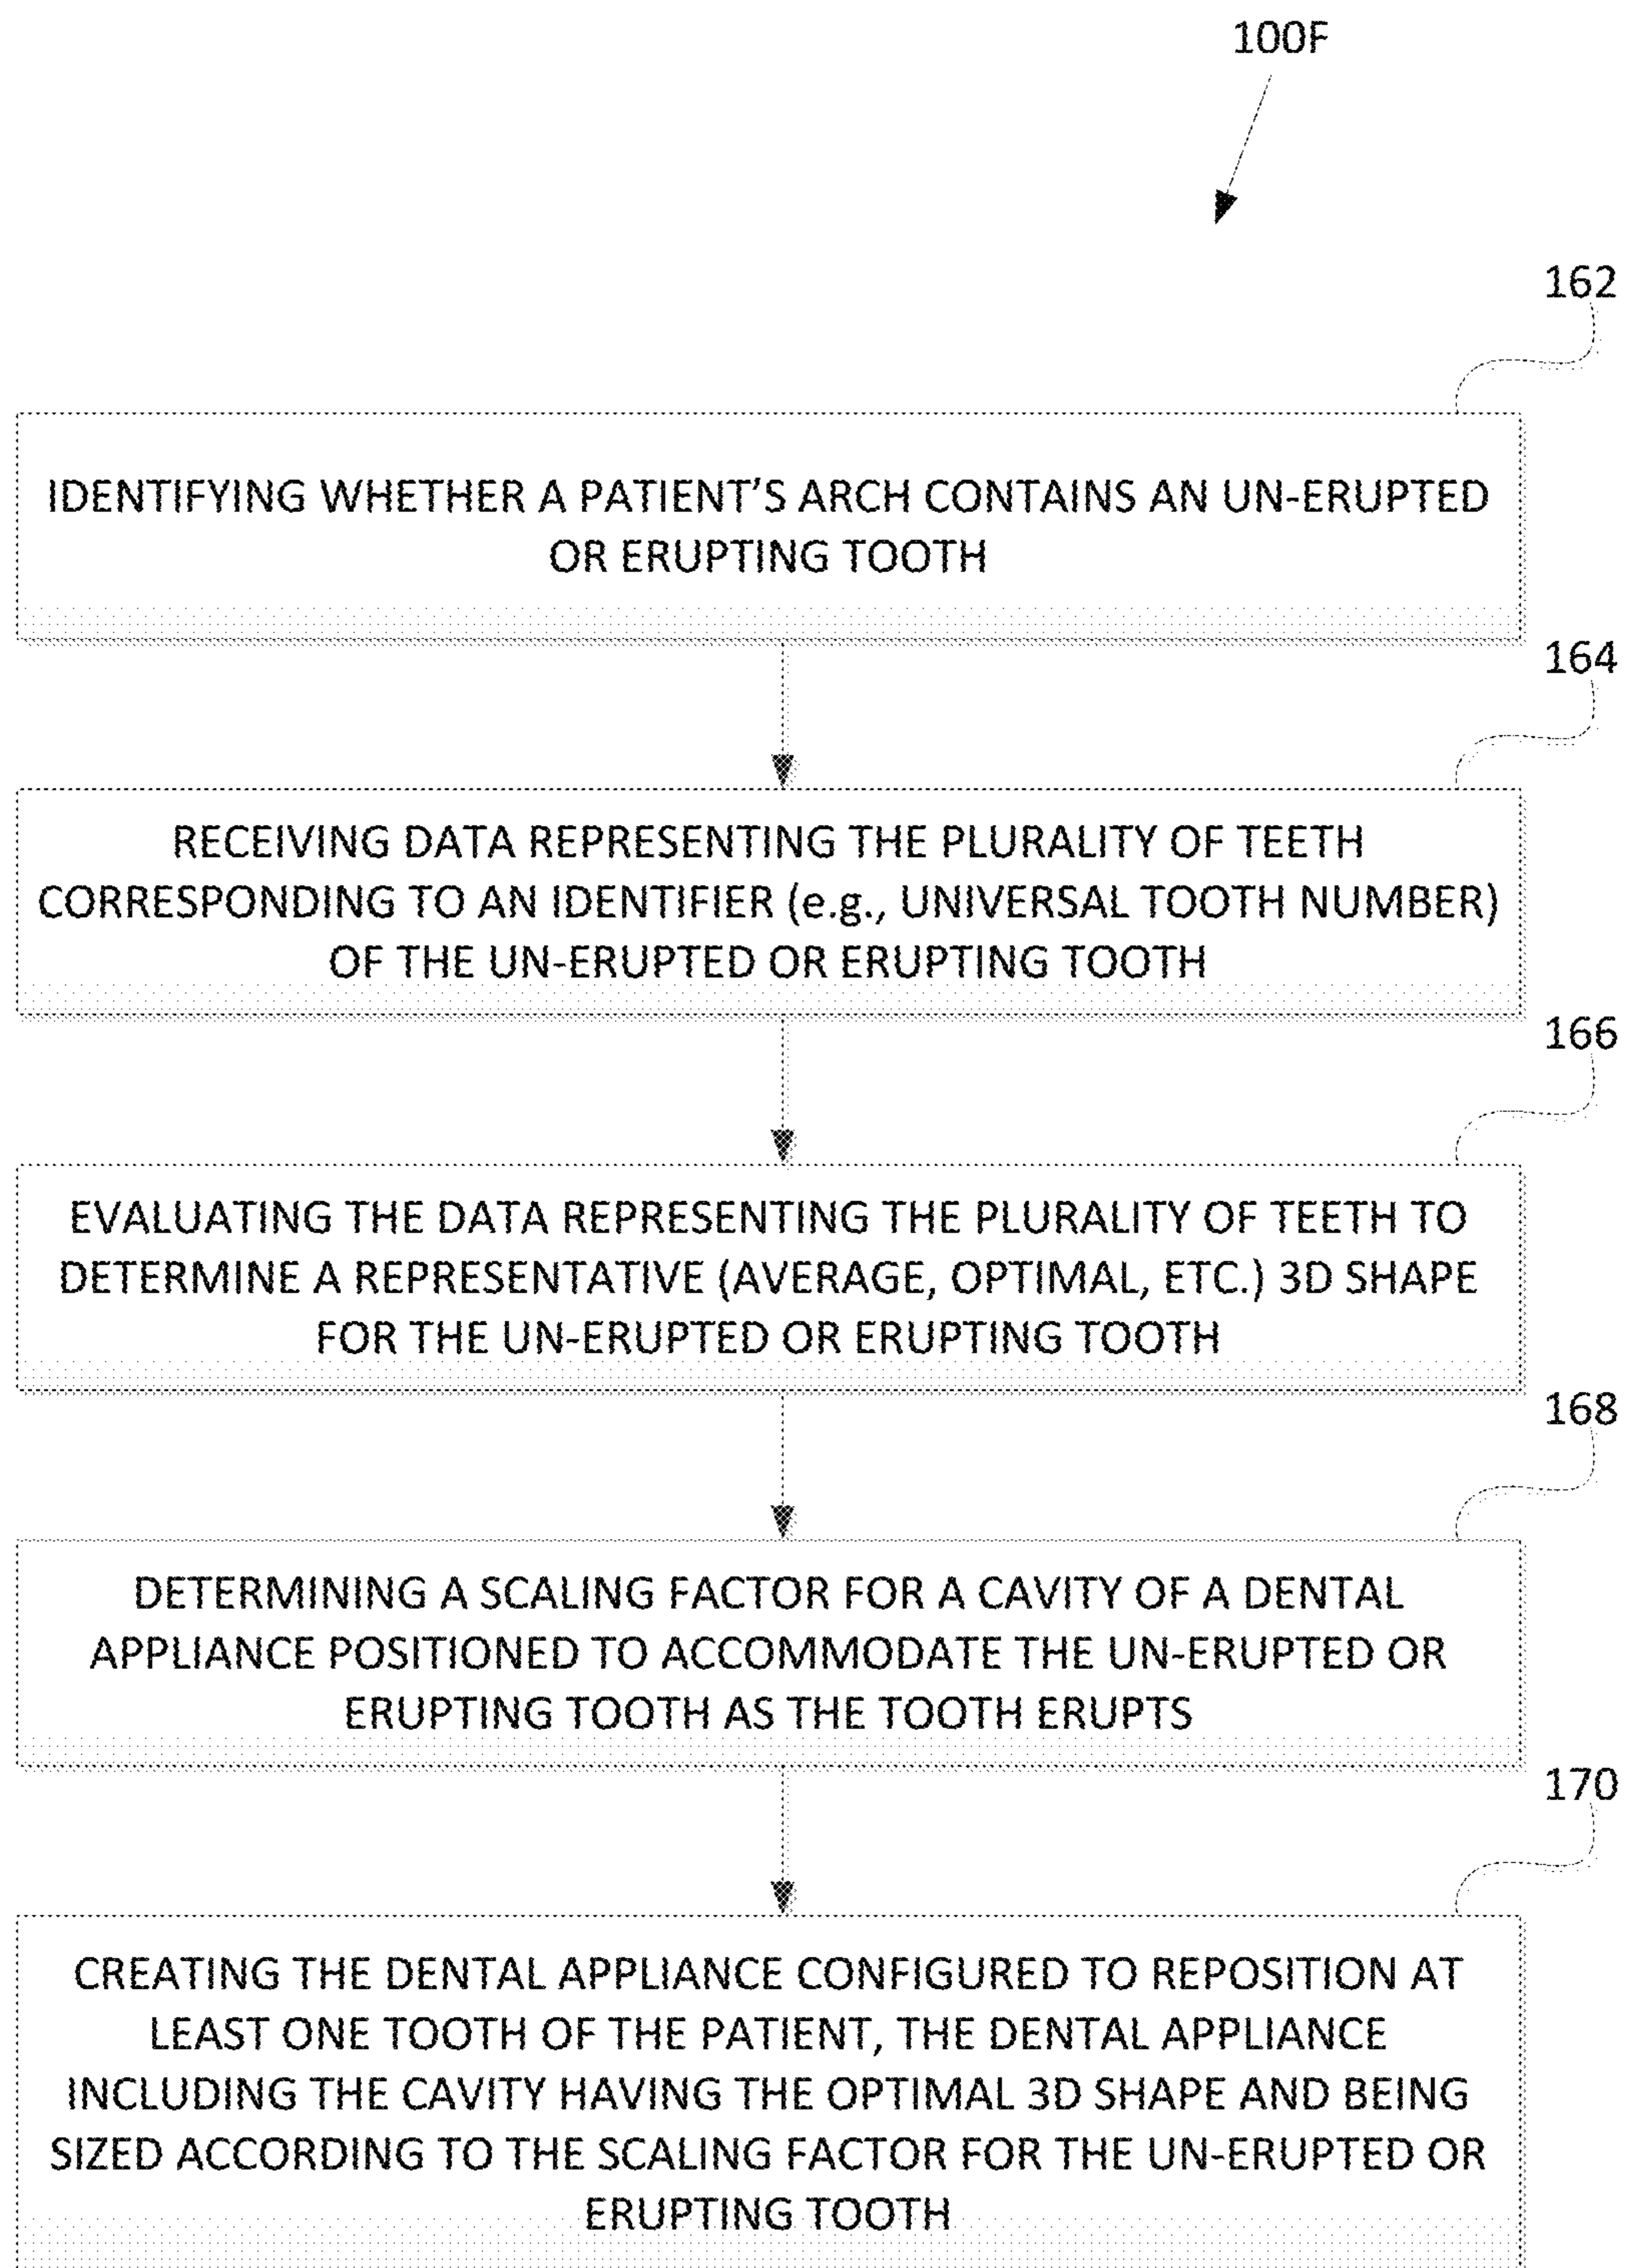 100F
162
IDENTIFYING WHETHER A PATIENT’S ARCH CONTAINS AN UN-ERUPTED
OR ERUPTING TOOTH
164
RECEIVING DATA REPRESENTING THE PLURALITY OF TEETH
CORRESPONDING TO AN IDENTIFIER (e.g., UNIVERSAL TOOTH NUMBER)
OF THE UN-ERUPTED OR ERUPTING TOOTH
166
EVALUATING THE DATA REPRESENTING THE PLURALITY OF TEETH TO
DETERMINE A REPRESENTATIVE (AVERAGE, OPTIMAL, ETC.) 3D SHAPE
FOR THE UN-ERUPTED OR ERUPTING TOOTH
168
DETERMINING A SCALING FACTOR FOR A CAVITY OF A DENTAL
APPLIANCE POSITIONED TO ACCOMMODATE THE UN-ERUPTED OR
ERUPTING TOOTH AS THE TOOTH ERUPTS
170
CREATING THE DENTAL APPLIANCE CONFIGURED TO REPOSITION AT
LEAST ONE TOOTH OF THE PATIENT, THE DENTAL APPLIANCE
INCLUDING THE CAVITY HAVING THE OPTIMAL 3D SHAPE AND BEING
SIZED ACCORDING TO THE SCALING FACTOR FOR THE UN-ERUPTED OR
ERUPTING TOOTH